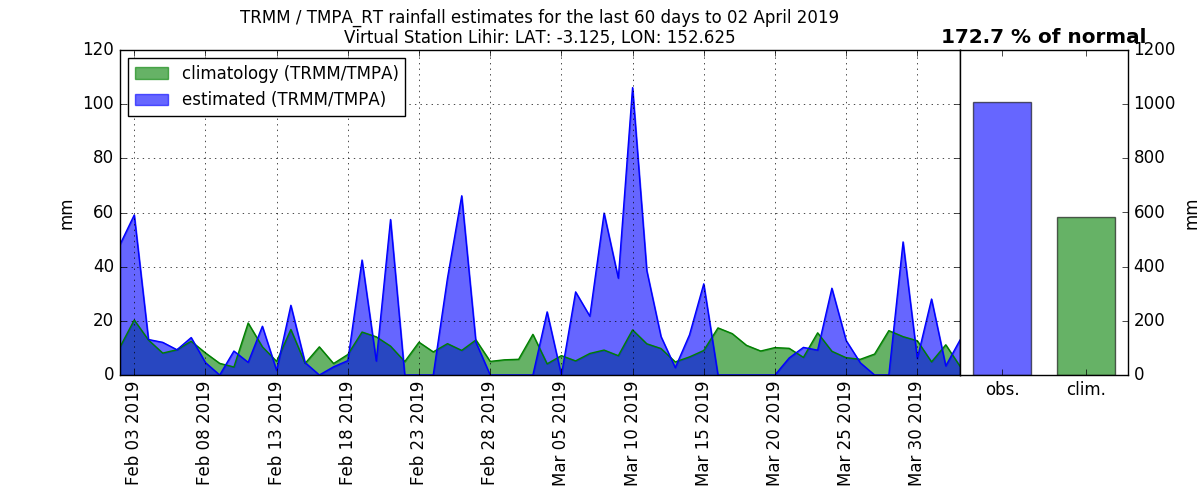 TRMM / TMPA_RT rainfall estimates for the last 60 days to 02 April 2019
Virtual Station Lihir: LAT: -3.125, LON: 152.625
172.7 % of normal
climatology (TRMM/TMPA)
estimated (TRMM/TMPA)
mm
120
100
80
60
40
20
0
Feb 03 2019
Feb 08 2019
Feb 13 2019
Feb 18 2019
Feb 23 2019
Feb 28 2019
Mar 05 2019
Mar 10 2019
Mar 15 2019
Mar 20 2019
Mar 25 2019
Mar 30 2019
obs.
clim.
1200
1000
800
600
400
200
0
mm